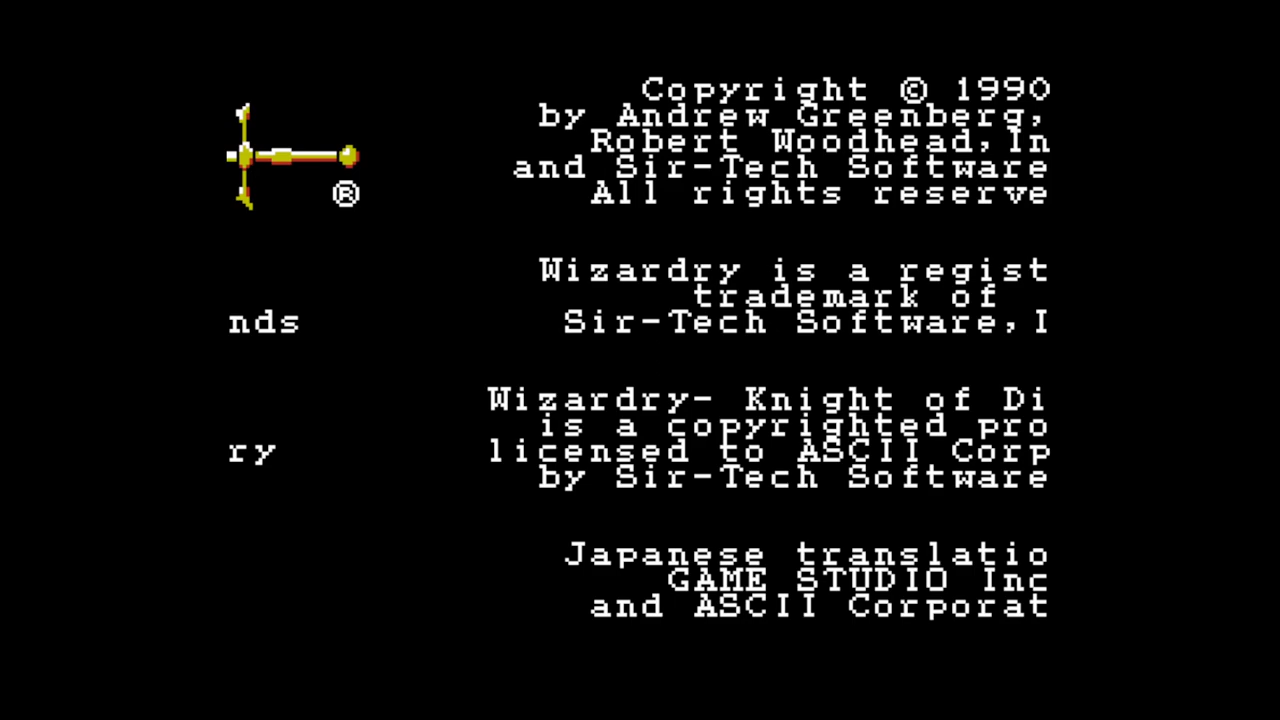 Copyright © 1990
by Andrew Greenberg,
Robert Woodhead,In
and Sir-Tech Software
®
All rights reserve
Wizardry is a regist
trademark of
nds
Sir-Tech Software,I
Wizardry- Knight of Di
is a copyrighted pro
ry
licensed to ASCII Corp
by Sir-Tech Software
Japanese translatio
GAME STUDIO Inc
and ASCII Corporat